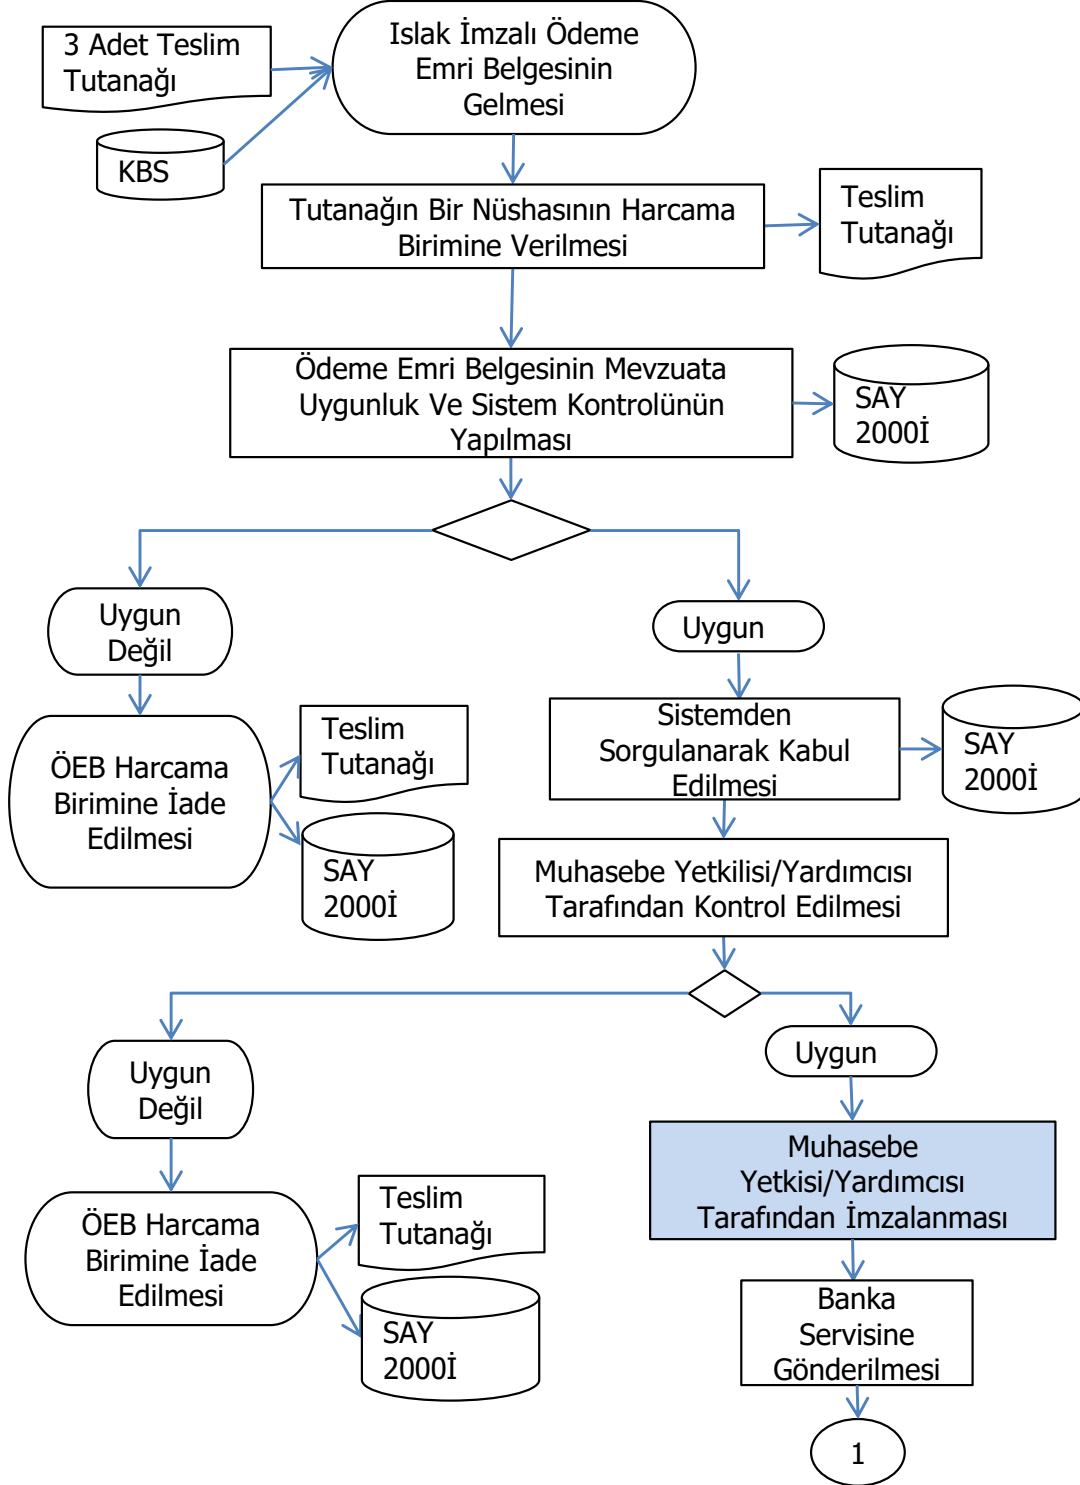 3 Adet Teslim
Tutanağı
Islak İmzalı Ödeme
Emri Belgesinin
Gelmesi
KBS
Tutanağın Bir Nüshasının Harcama
Birimine Verilmesi
Teslim
Tutanağı
Ödeme Emri Belgesinin Mevzuata
Uygunluk Ve Sistem Kontrolünün
Yapılması
SAY
2000İ
Uygun
Değil
Uygun
ÖEB Harcama
Birimine İade
Edilmesi
Teslim
Tutanağı
SAY
2000İ
Sistemden
Sorgulanarak Kabul
Edilmesi
SAY
2000İ
Muhasebe Yetkilisi/Yardımcısı
Tarafından Kontrol Edilmesi
Uygun
Değil
Uygun
ÖEB Harcama
Birimine İade
Edilmesi
Teslim
Tutanağı
SAY
2000İ
Muhasebe
Yetkisi/Yardımcısı
Tarafından İmzalanması
Banka
Servisine
Gönderilmesi
1